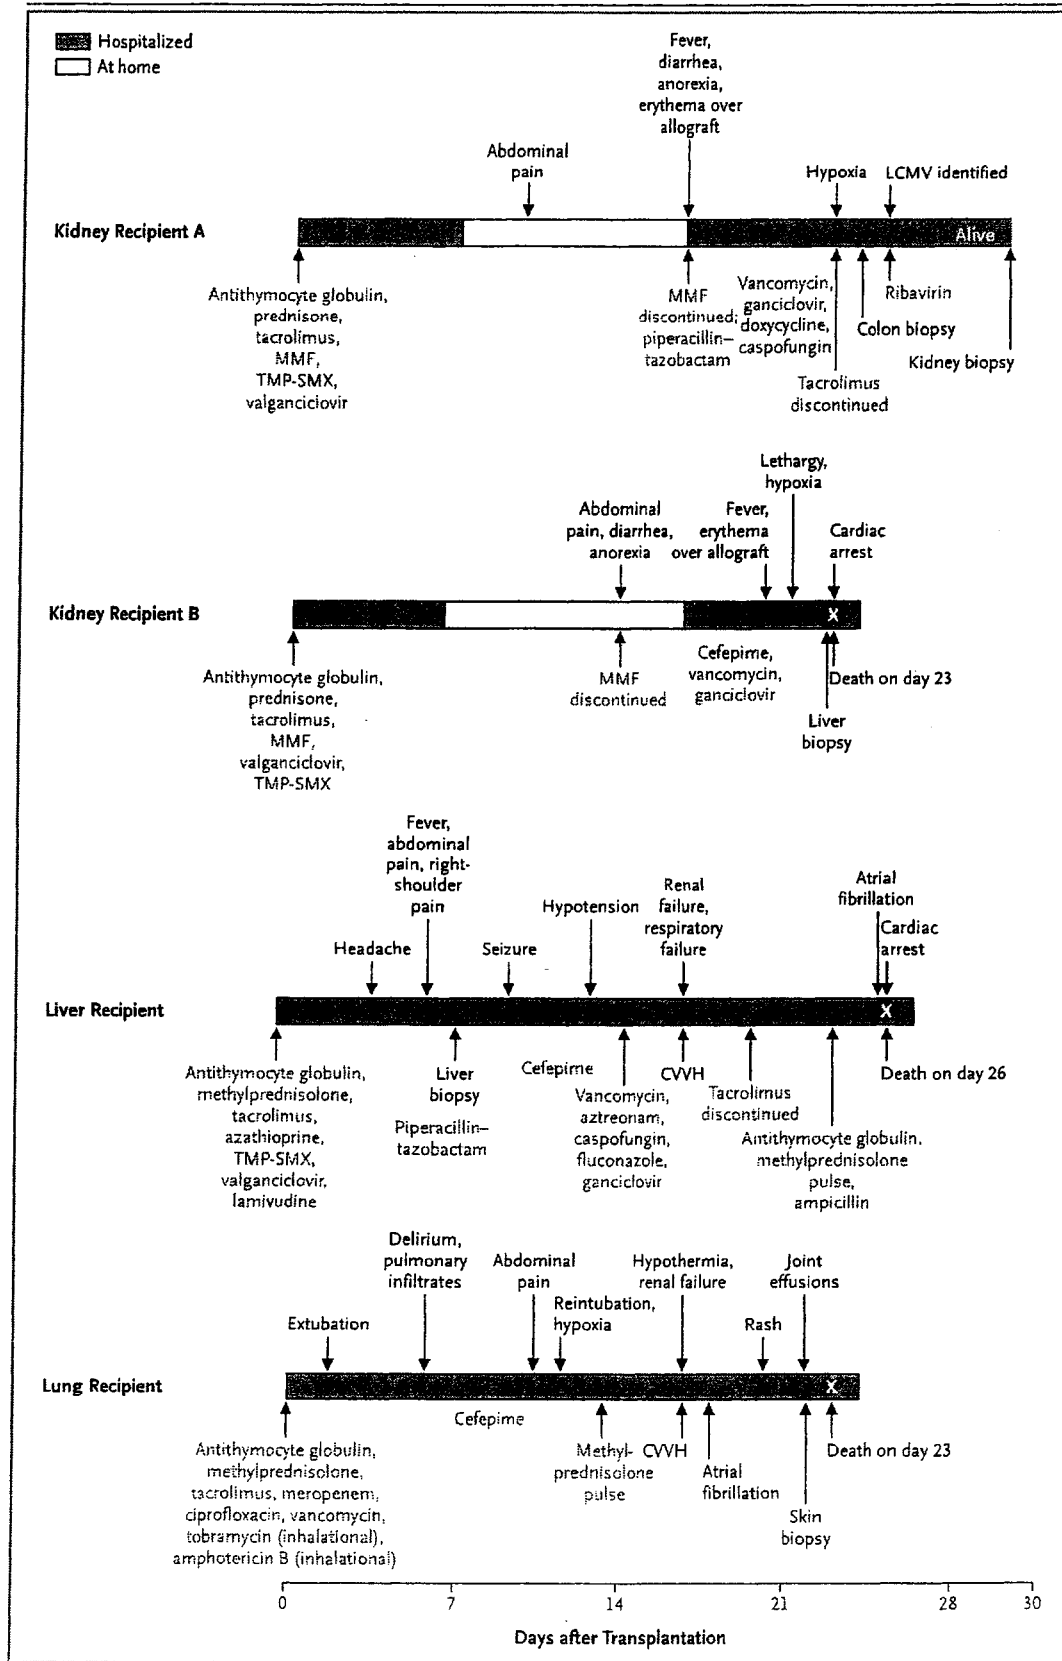 Hospitalized
At home
Fever,
diarrhea,
anorexia,
erythema over
allograft
Abdominal
pain
Hypoxia
LCMV identified
Kidney Recipient A
Alive
Antithymocyte globulin,
prednisone,
tacrolimus,
MMF,
TMP-SMX,
valganciclovir
MMF
discontinued;
piperacillin–
tazobactam
Vancomycin,
ganciclovir,
doxycycline,
caspofungin
Tacrolimus
discontinued
Ribavirin
Colon biopsy
Kidney biopsy
Lethargy,
hypoxia
Abdominal
pain, diarrhea,
anorexia
Fever,
erythema
over allograft
Cardiac
arrest
Kidney Recipient B
X
Antithymocyte globulin,
prednisone,
tacrolimus,
MMF,
valganciclovir,
TMP-SMX
MMF
discontinued
Cefepime,
vancomycin,
ganciclovir
Death on day 23
Liver
biopsy
Fever,
abdominal
pain, right-
shoulder
pain
Headache
Seizure
Hypotension
Renal
failure,
respiratory
failure
Atrial
fibrillation
Cardiac
arrest
Liver Recipient
X
Antithymocyte globulin,
methylprednisolone,
tacrolimus,
azathioprine,
TMP-SMX,
valganciclovir,
lamivudine
Liver
biopsy
Piperacillin–
tazobactam
Cefepime
Vancomycin,
aztreonam,
caspofungin,
fluconazole,
ganciclovir
CVVH
Tacrolimus
discontinued
Antithymocyte globulin,
methylprednisolone
pulse,
ampicillin
Death on day 26
Delirium,
pulmonary
infiltrates
Extubation
Abdominal
pain
Reintubation,
hypoxia
Hypothermia,
renal failure
Rash
Joint
effusions
Lung Recipient
X
Cefepime
Antithymocyte globulin,
methylprednisolone,
tacrolimus, meropenem,
ciprofloxacin, vancomycin,
tobramycin (inhalational),
amphotericin B (inhalational)
Methyl-
prednisolone
pulse
CVVH
Atrial
fibrillation
Skin
biopsy
Death on day 23
0 7 14 21 28 30
Days after Transplantation